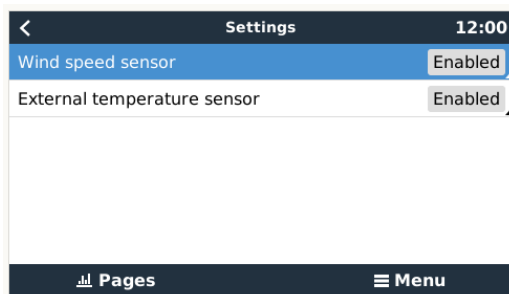 Settings 12:00
Wind speed sensor Enabled
External temperature sensor Enabled
Pages Menu